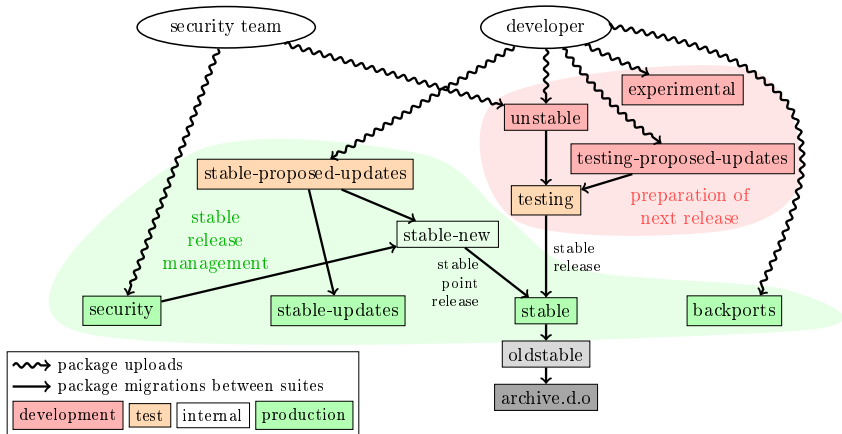 security team
developer
experimental
unstable
testing-proposed-updates
stable-proposed-updates
testing
preparation of
next release
stable
release
management
stable-new
stable
release
stable
point
release
security
stable-updates
stable
backports
oldstable
archive.d.o
package uploads
package migrations between suites
development test internal production